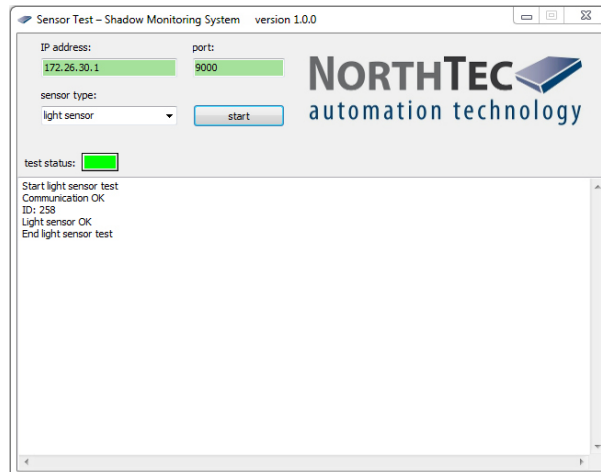 Sensor Test – Shadow Monitoring System version 1.0.0
IP address: port:
172.26.30.1 9000
sensor type:
light sensor start
NORTHTEC
automation technology
test status:
Start light sensor test
Communication OK
ID: 258
Light sensor OK
End light sensor test